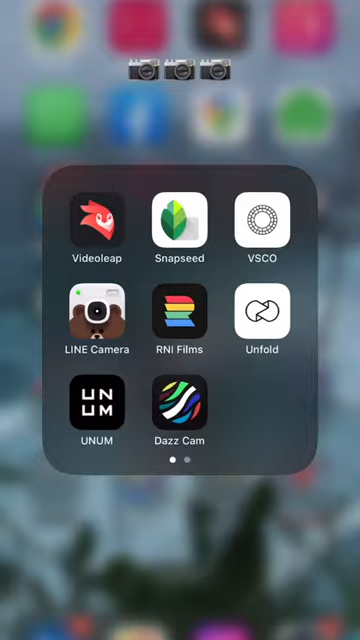 📷📷📷
Videoleap
Snapseed
VSCO
LINE Camera
RNI Films
Unfold
UN
UM
UNUM
Dazz Cam